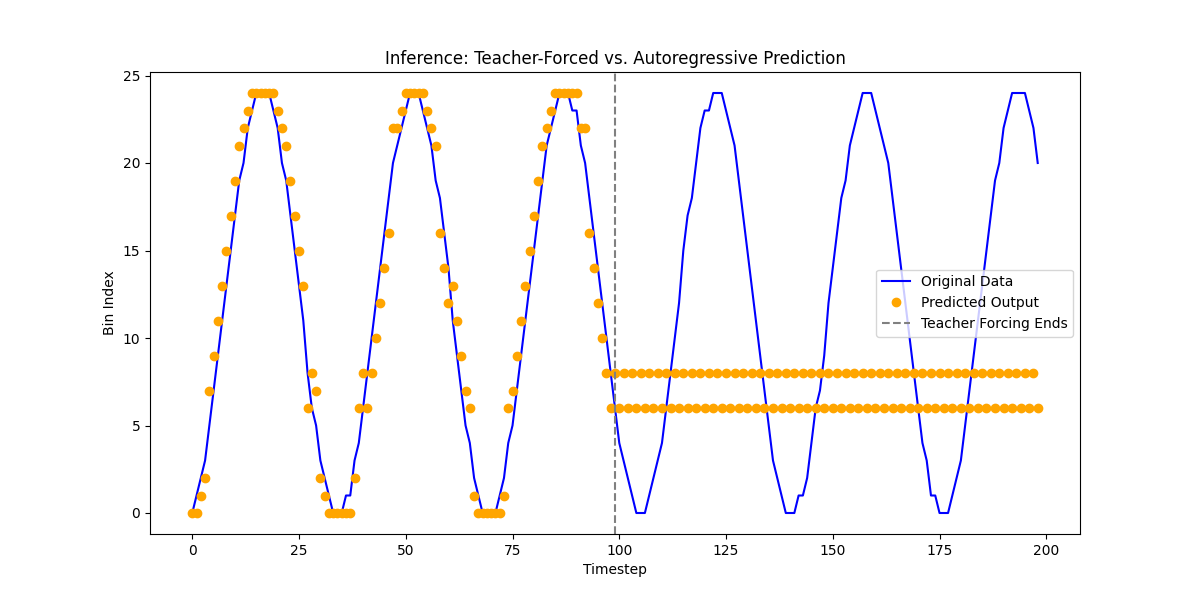 Inference: Teacher-Forced vs. Autoregressive Prediction
25
20
15
10
5
0
Bin Index
Original Data
Predicted Output
Teacher Forcing Ends
0 25 50 75 100 125 150 175 200
Timestep